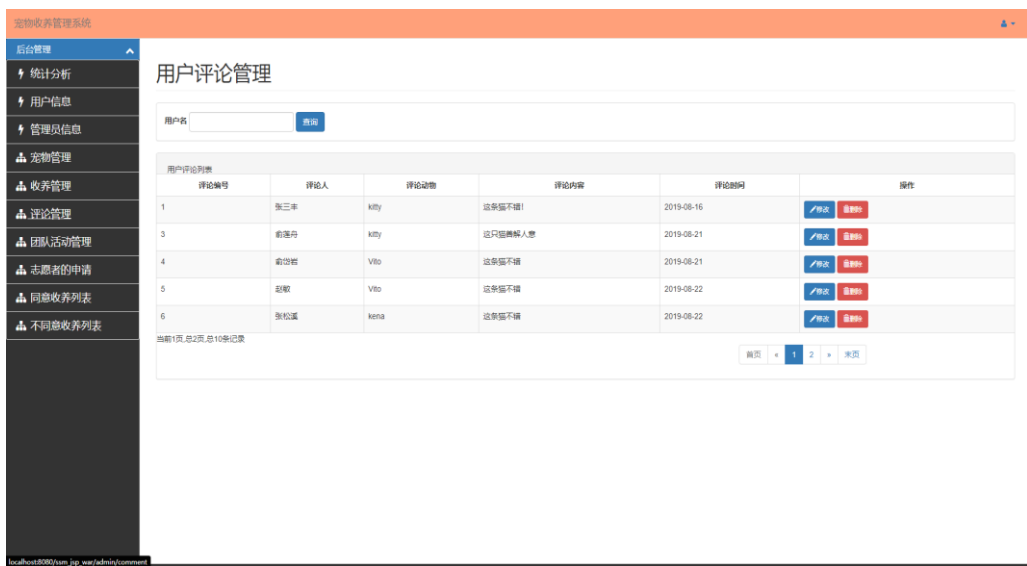 宠物收养管理系统
后台管理
统计分析
用户信息
管理员信息
宠物管理
收养管理
评论管理
团队活动管理
志愿者的申请
同意收养列表
不同意收养列表
用户评论管理
用户名 查询
用户评论列表
评论编号 评论人 评论动物 评论内容 评论时间 操作
1 张三丰 kitty 这条猫不错! 2019-08-16 修改 删除
3 俞莲舟 kitty 这只猫善解人意 2019-08-21 修改 删除
4 俞岱岩 Vito 这条猫不错 2019-08-21 修改 删除
5 赵敏 Vito 这条猫不错 2019-08-22 修改 删除
6 张松溪 kena 这条猫不错 2019-08-22 修改 删除
当前1页,总2页,总10条记录
首页 « 1 2 » 末页
localhost:8080/ssm_jsp_war/admin/comment